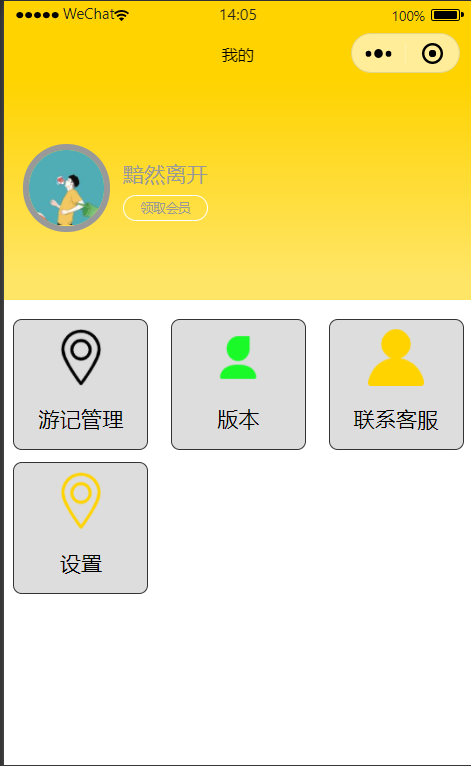 WeChat 14:05 100%
我的
黯然离开
领取会员
游记管理 版本 联系客服
设置